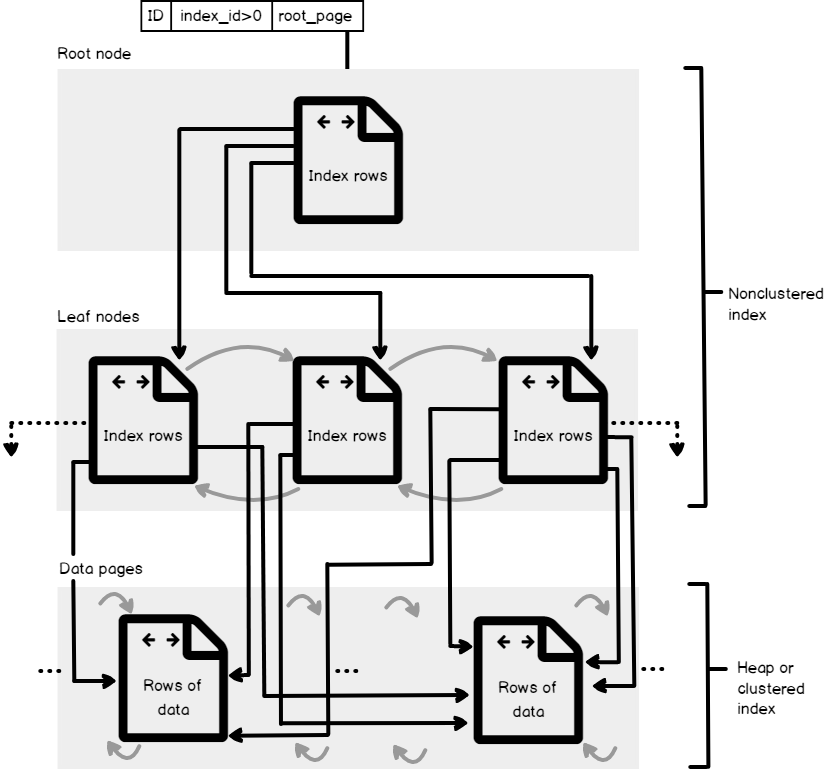 ID index_id>0 root_page
Root node
Index rows
Nonclustered
index
Leaf nodes
Index rows Index rows Index rows
Data pages
Rows of
data
Rows of
data
Heap or
clustered
index